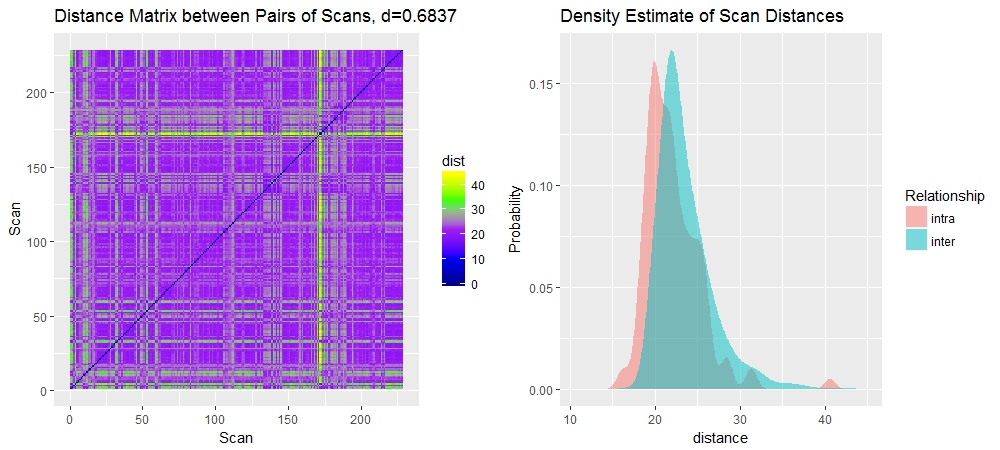 Distance Matrix between Pairs of Scans, d=0.6837
200
150
100
50
0
Scan
0 50 100 150 200
Scan
dist
40
30
20
10
0
Density Estimate of Scan Distances
0.15
0.10
0.05
0.00
Probability
10 20 30 40
distance
Relationship
intra
inter